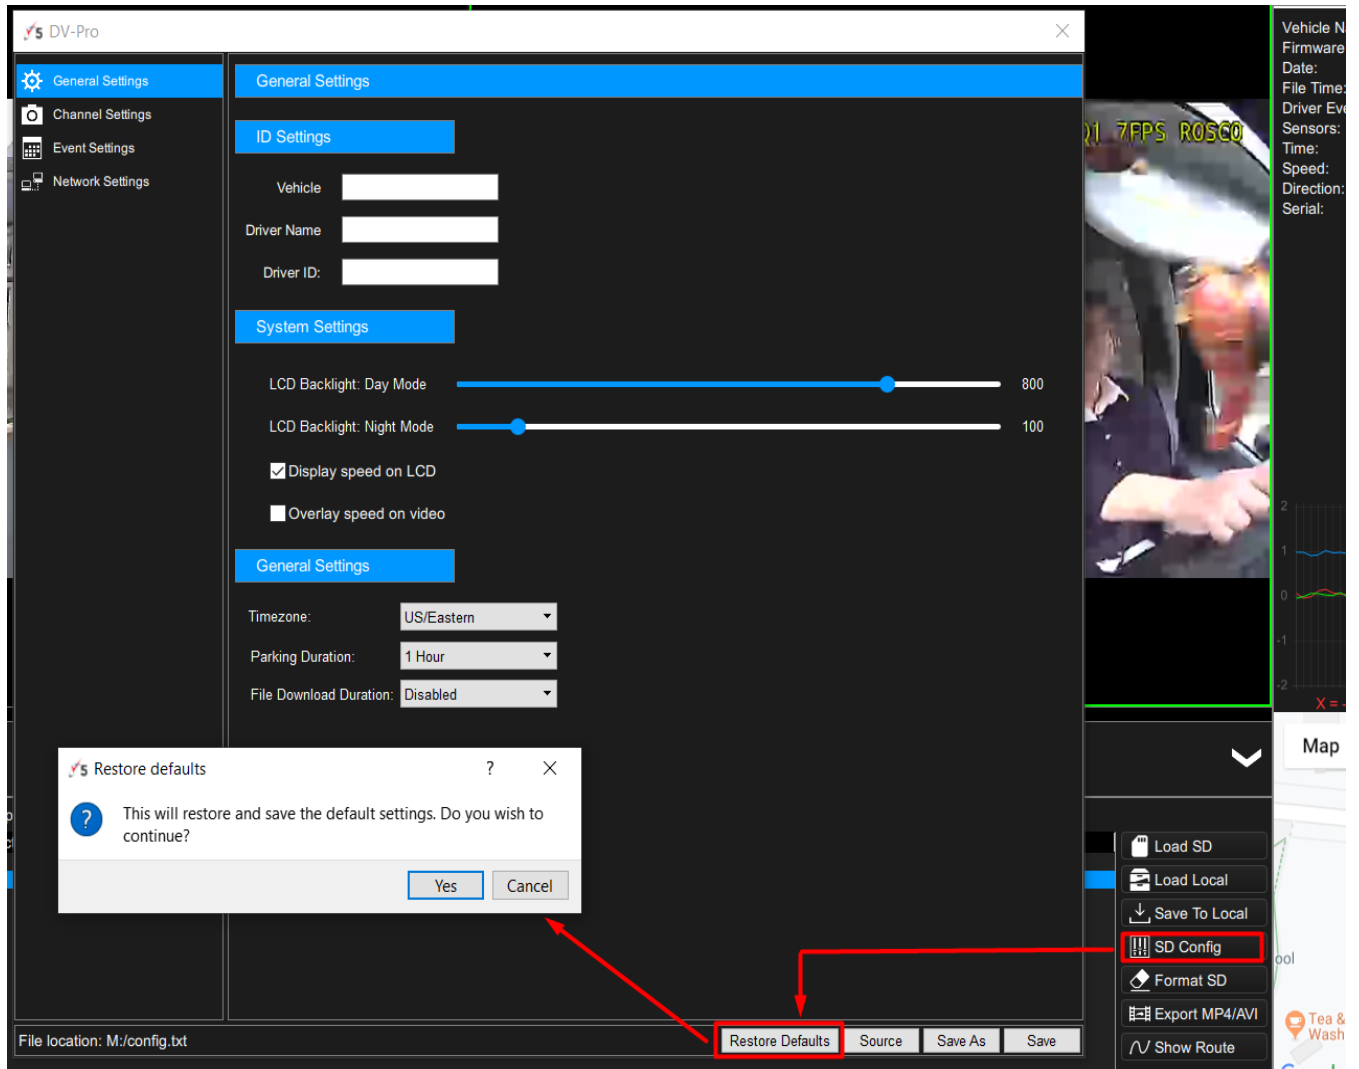 DV-Pro
General Settings
Channel Settings
Event Settings
Network Settings
General Settings
ID Settings
Vehicle
Driver Name
Driver ID:
System Settings
LCD Backlight: Day Mode
800
LCD Backlight: Night Mode
100
Display speed on LCD
Overlay speed on video
General Settings
Timezone:
US/Eastern
Parking Duration:
1 Hour
File Download Duration:
Disabled
Restore defaults
?
This will restore and save the default settings. Do you wish to
continue?
Yes
Cancel
File location: M:/config.txt
Restore Defaults
Source
Save As
Save
7FPS ROSCO
Vehicle
Firmware
Date:
File Time:
Driver
Sensors:
Time:
Speed:
Direction:
Serial:
2
1
0
-1
-2
X = -
Map
Load SD
Load Local
Save To Local
SD Config
Format SD
Export MP4/AVI
Show Route
ool
Tea &
Wash